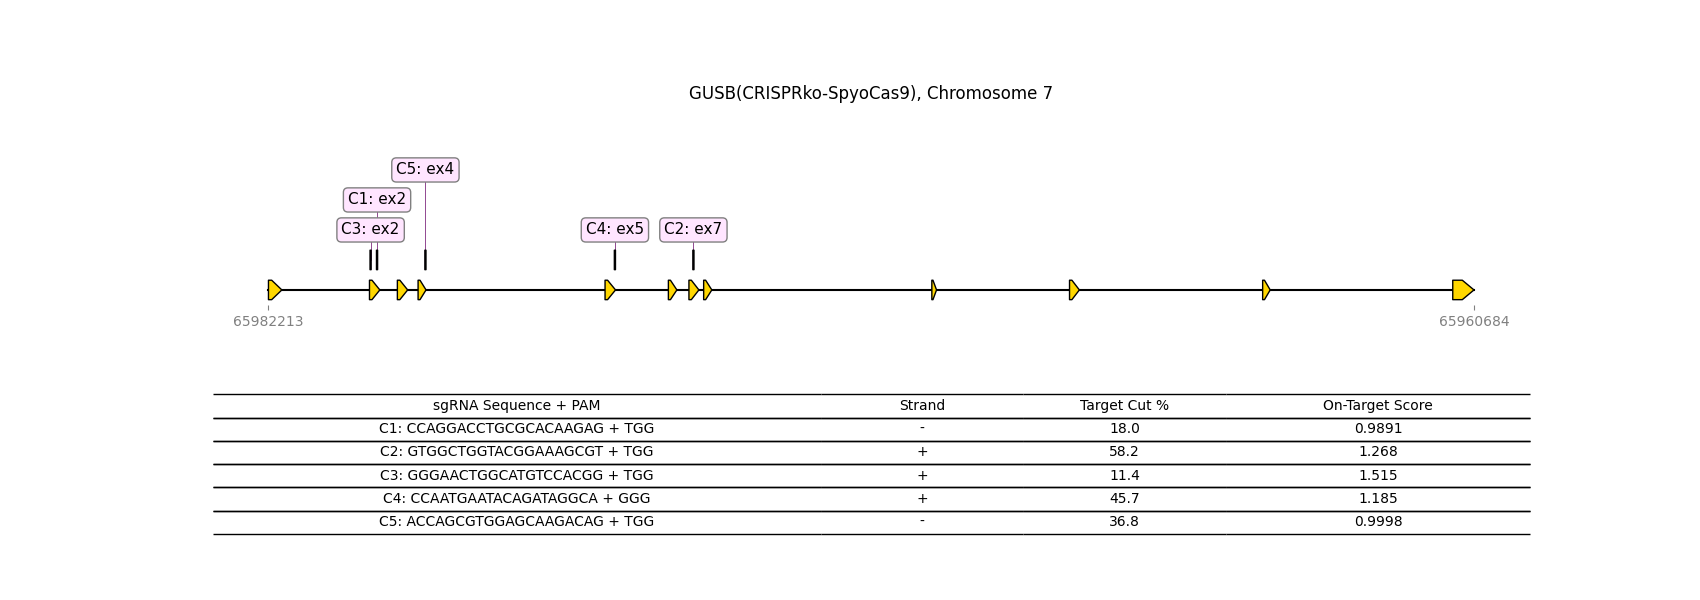 GUSB(CRISPRko-SpyoCas9), Chromosome 7
C5: ex4
C1: ex2
C3: ex2 C4: ex5 C2: ex7
65982213 65960684
sgRNA Sequence + PAM Strand Target Cut % On-Target Score
C1: CCAGGACCTGCGCACAAGAG + TGG - 18.0 0.9891
C2: GTGGCTGGTACGGAAAGCGT + TGG + 58.2 1.268
C3: GGGAACTGGCATGTCCACGG + TGG + 11.4 1.515
C4: CCAATGAATACAGATAGGCA + GGG + 45.7 1.185
C5: ACCAGCGTGGAGCAAGACAG + TGG - 36.8 0.9998